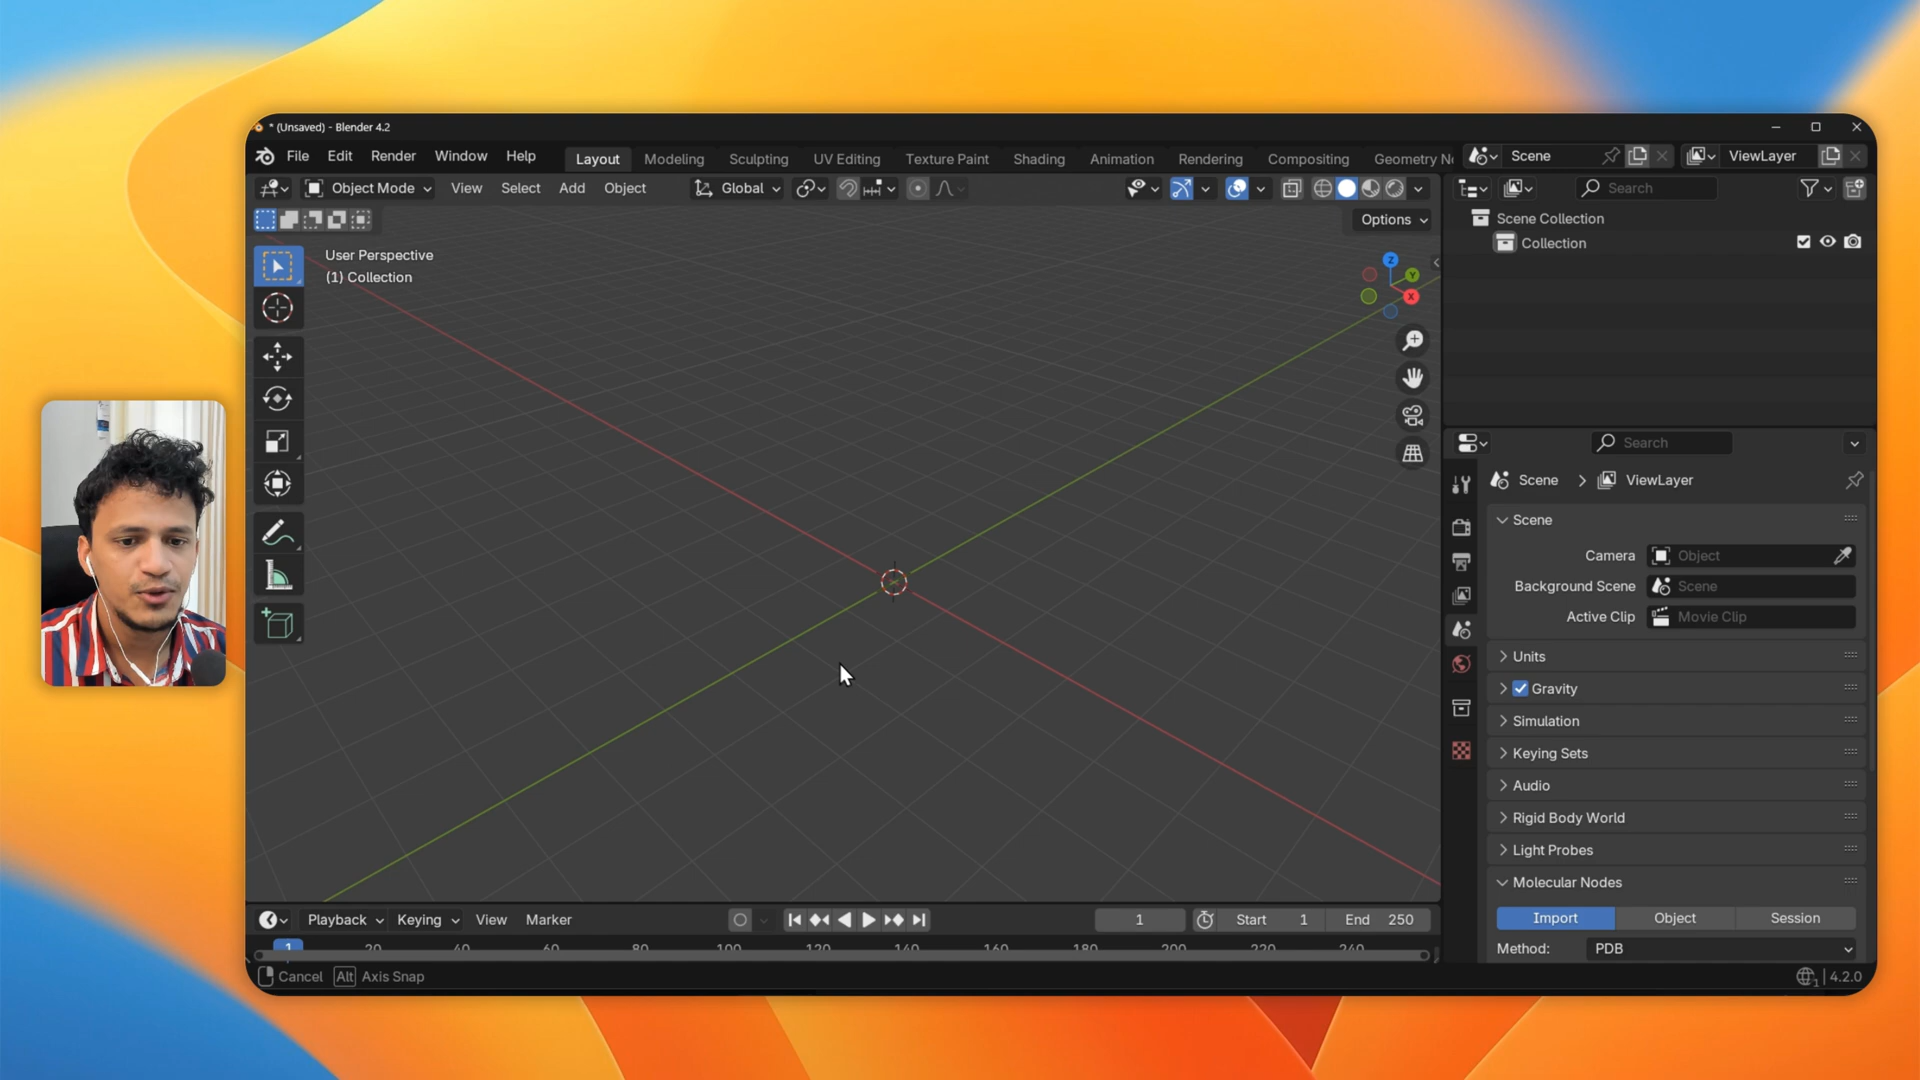 * (Unsaved) - Blender 4.2
File Edit Render Window Help Layout Modeling Sculpting UV Editing Texture Paint Shading Animation Rendering Compositing Geometry No Scene ViewLayer
Object Mode View Select Add Object Global Search
Options
Scene Collection
Collection
User Perspective
(1) Collection
Z
Y
X
Search
Scene ViewLayer
Scene
Camera Object
Background Scene Scene
Active Clip Movie Clip
Units
Gravity
Simulation
Keying Sets
Audio
Rigid Body World
Light Probes
Molecular Nodes
Import Object Session
Method: PDB
Playback Keying View Marker 1 Start 1 End 250
1 20 40 60 80 100 120 140 160 180 200 220 240
Cancel Alt Axis Snap 1 4.2.0